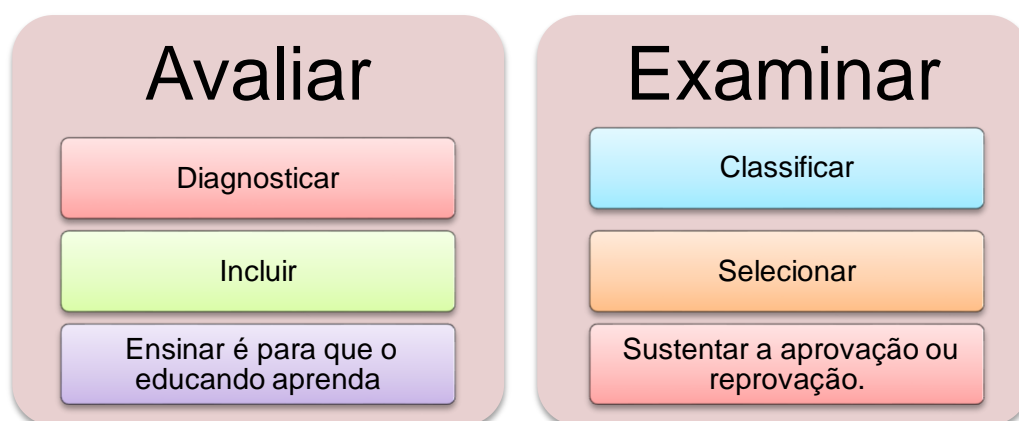 Avaliar
Diagnosticar
Incluir
Ensinar é para que o
educando aprenda
Examinar
Classificar
Selecionar
Sustentar a aprovação ou
reprovação.